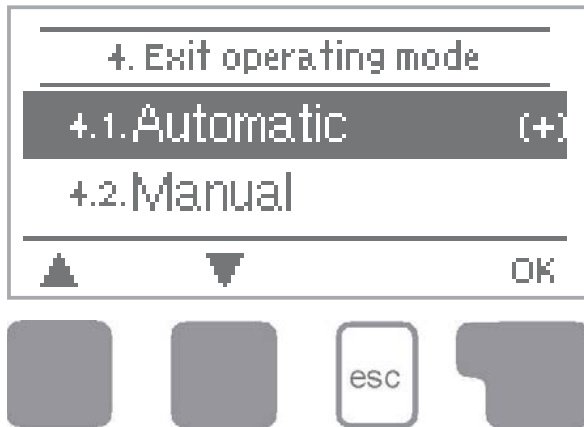 4. Exit operating mode
4.1.Automatic (+)
4.2.Manual
▲ ▼ OK
esc